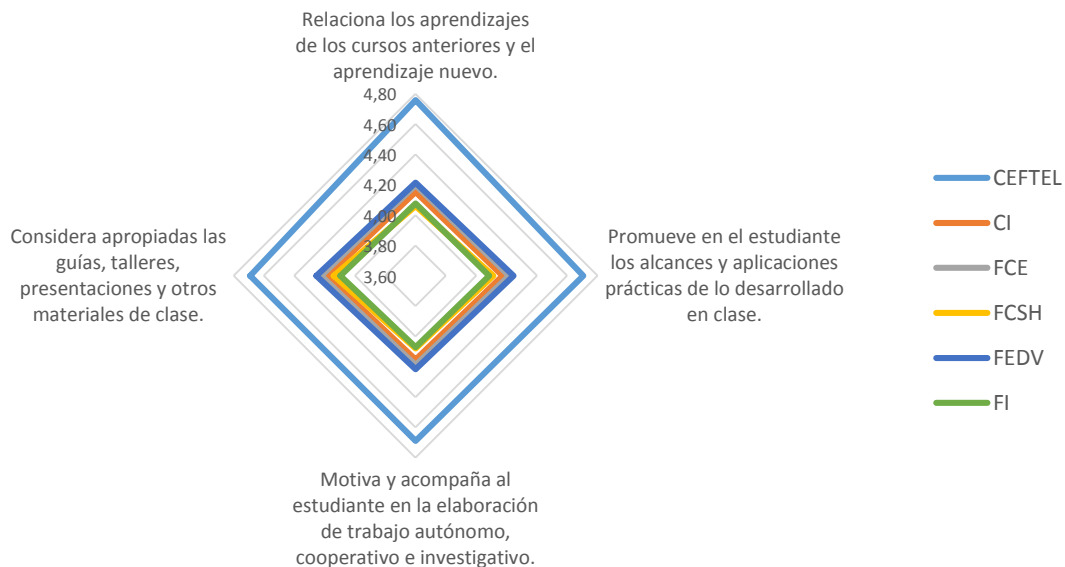 Relaciona los aprendizajes
de los cursos anteriores y el
aprendizaje nuevo.
4,80
4,60
4,40
4,20
4,00
3,80
3,60
Considera apropiadas las
guías, talleres,
presentaciones y otros
materiales de clase.
Promueve en el estudiante
los alcances y aplicaciones
prácticas de lo desarrollado
en clase.
Motiva y acompaña al
estudiante en la elaboración
de trabajo autónomo,
cooperativo e investigativo.
CEFTEL
CI
FCE
FCSH
FEDV
FI